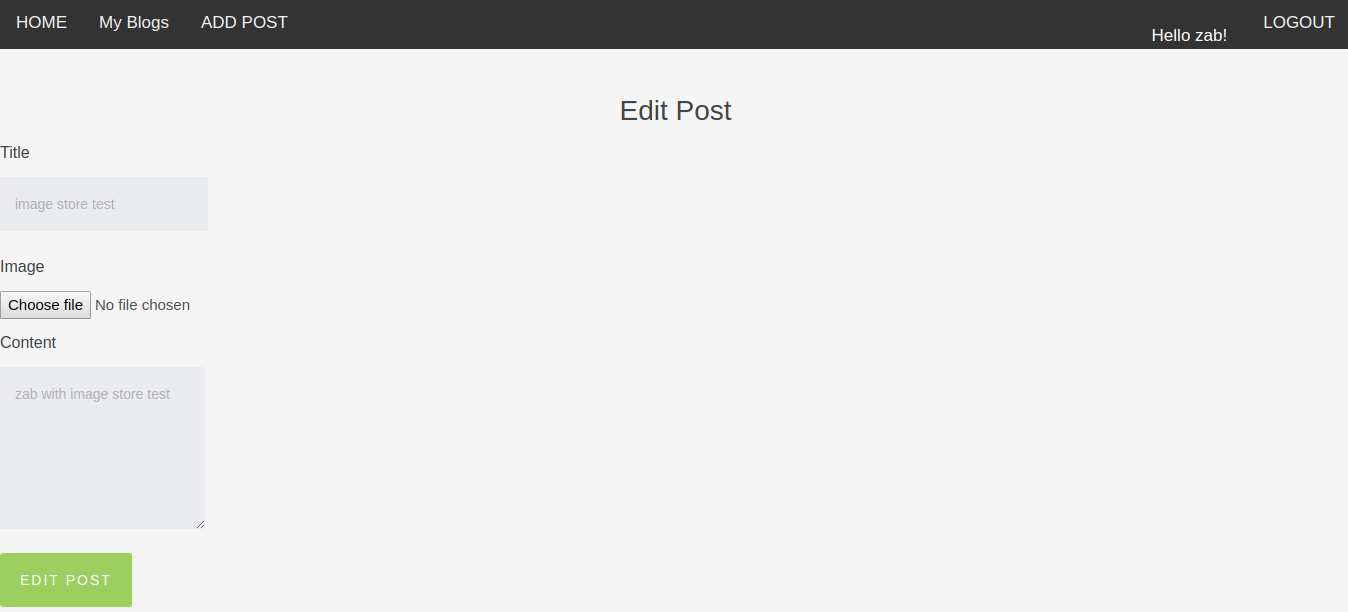 HOME My Blogs ADD POST Hello zab! LOGOUT
Edit Post
Title
image store test
Image
Choose file No file chosen
Content
zab with image store test
EDIT POST